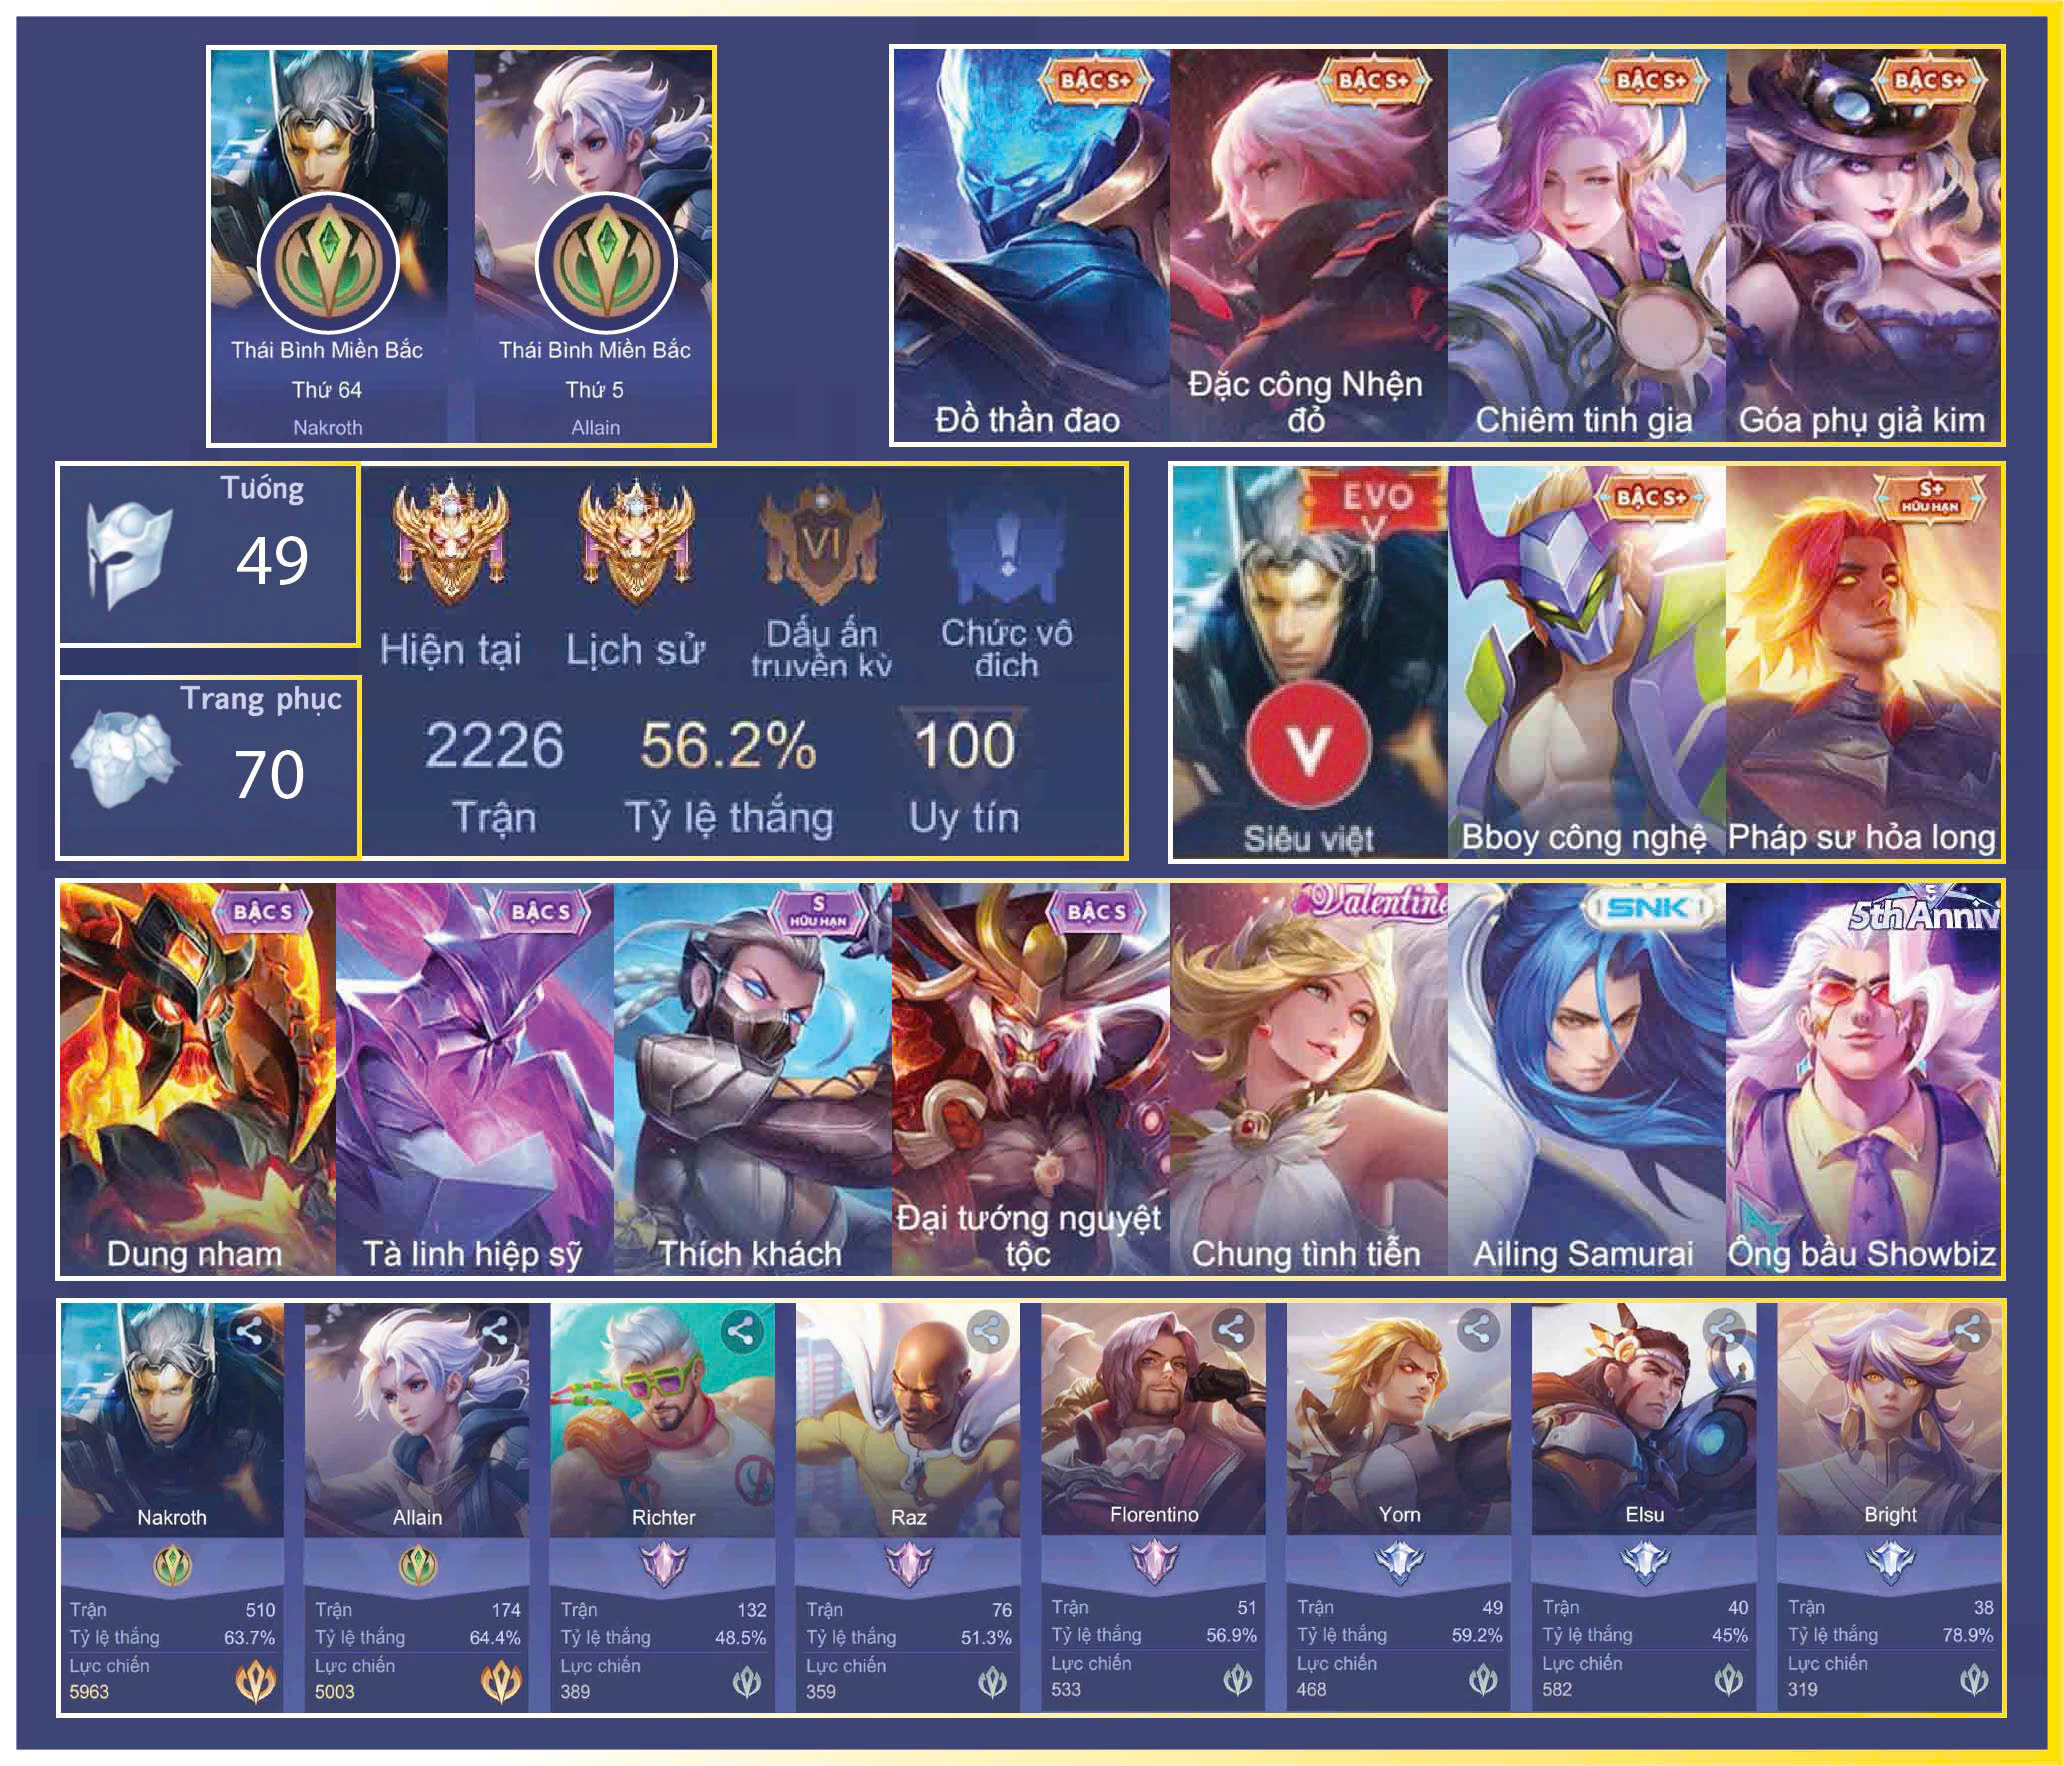 Thái Bình Miền Bắc
Thứ 64
Nakroth
Thái Bình Miền Bắc
Thứ 5
Allain
BẬC S+
Đồ thần đao
BẬC S+
Đặc công Nhện
đỏ
BẬC S+
Chiêm tinh gia
BẬC S+
Góa phụ giả kim
Tướng
49
Trang phục
70
Hiện tại
Lịch sử
VI
Dấu ấn
truyền kỳ
Chức vô
địch
2226
Trận
56.2%
Tỷ lệ thắng
100
Uy tín
EVO
V
V
Siêu việt
BẬC S+
Bboy công nghệ
S+
HỮU HẠN
Pháp sư hỏa long
BẬC S
Dung nham
BẬC S
Tà linh hiệp sỹ
S
HỮU HẠN
Thích khách
BẬC S
Đại tướng nguyệt
tộc
Valentine
Chung tình tiễn
SNK
Ailing Samurai
5th Anniv
Ông bầu Showbiz
Nakroth
Trận 510
Tỷ lệ thắng 63.7%
Lực chiến
5963
Allain
Trận 174
Tỷ lệ thắng 64.4%
Lực chiến
5003
Richter
Trận 132
Tỷ lệ thắng 48.5%
Lực chiến
389
Raz
Trận 76
Tỷ lệ thắng 51.3%
Lực chiến
359
Florentino
Trận 51
Tỷ lệ thắng 56.9%
Lực chiến
533
Yorn
Trận 49
Tỷ lệ thắng 59.2%
Lực chiến
468
Elsu
Trận 40
Tỷ lệ thắng 45%
Lực chiến
582
Bright
Trận 38
Tỷ lệ thắng 78.9%
Lực chiến
319